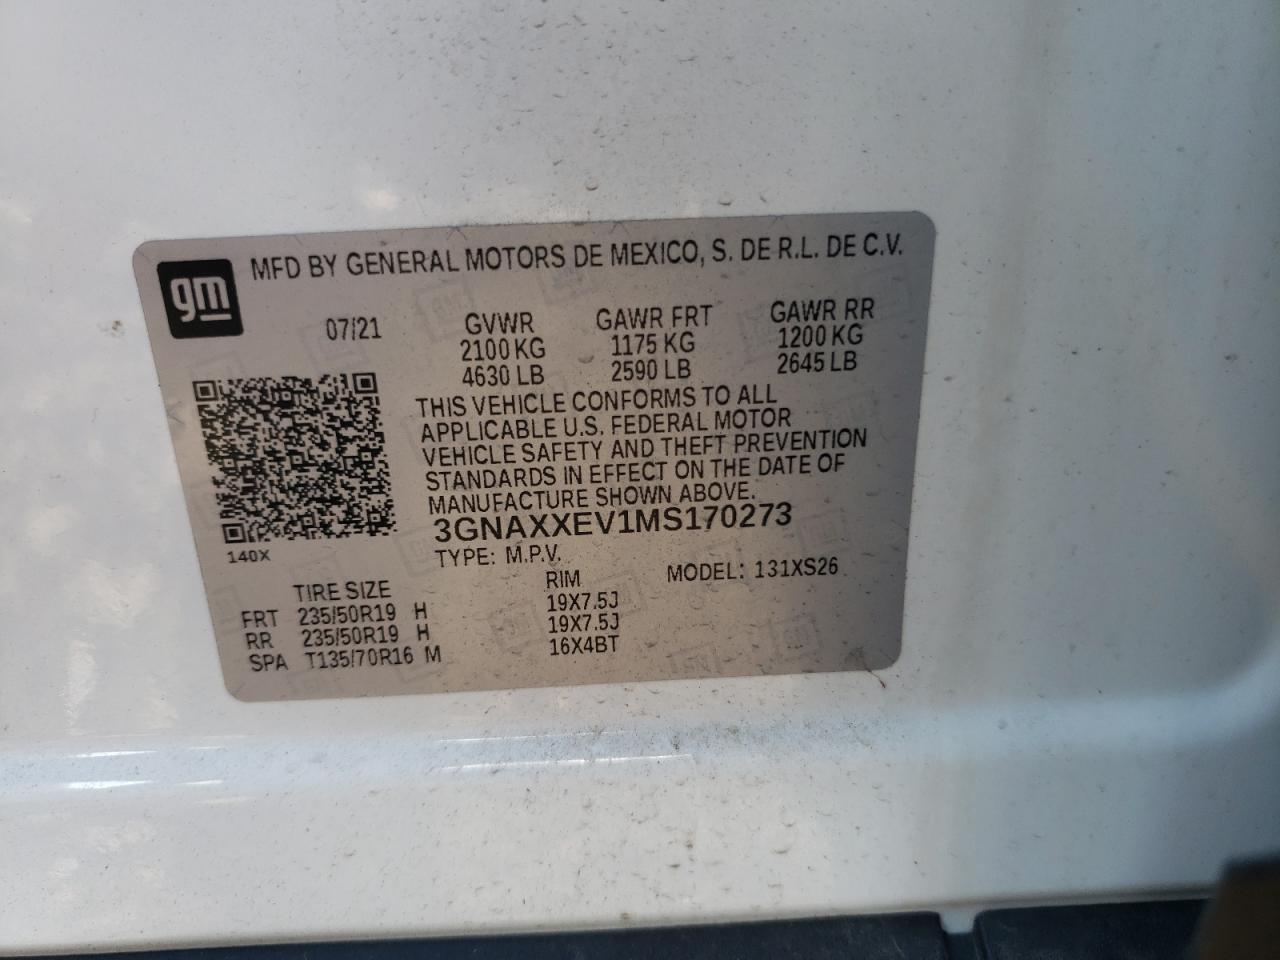 gm
MFD BY GENERAL MOTORS DE MEXICO, S. DE R.L. DE C.V.
07/21
GVWR GAWR FRT GAWR RR
2100 KG 1175 KG 1200 KG
4630 LB 2590 LB 2645 LB
THIS VEHICLE CONFORMS TO ALL
APPLICABLE U.S. FEDERAL MOTOR
VEHICLE SAFETY AND THEFT PREVENTION
STANDARDS IN EFFECT ON THE DATE OF
MANUFACTURE SHOWN ABOVE.
3GNAXXEV1MS170273
140X
TYPE: M.P.V.
MODEL: 131XS26
TIRE SIZE RIM
FRT 235/50R19 H 19X7.5J
RR 235/50R19 H 19X7.5J
SPA T135/70R16 M 16X4BT